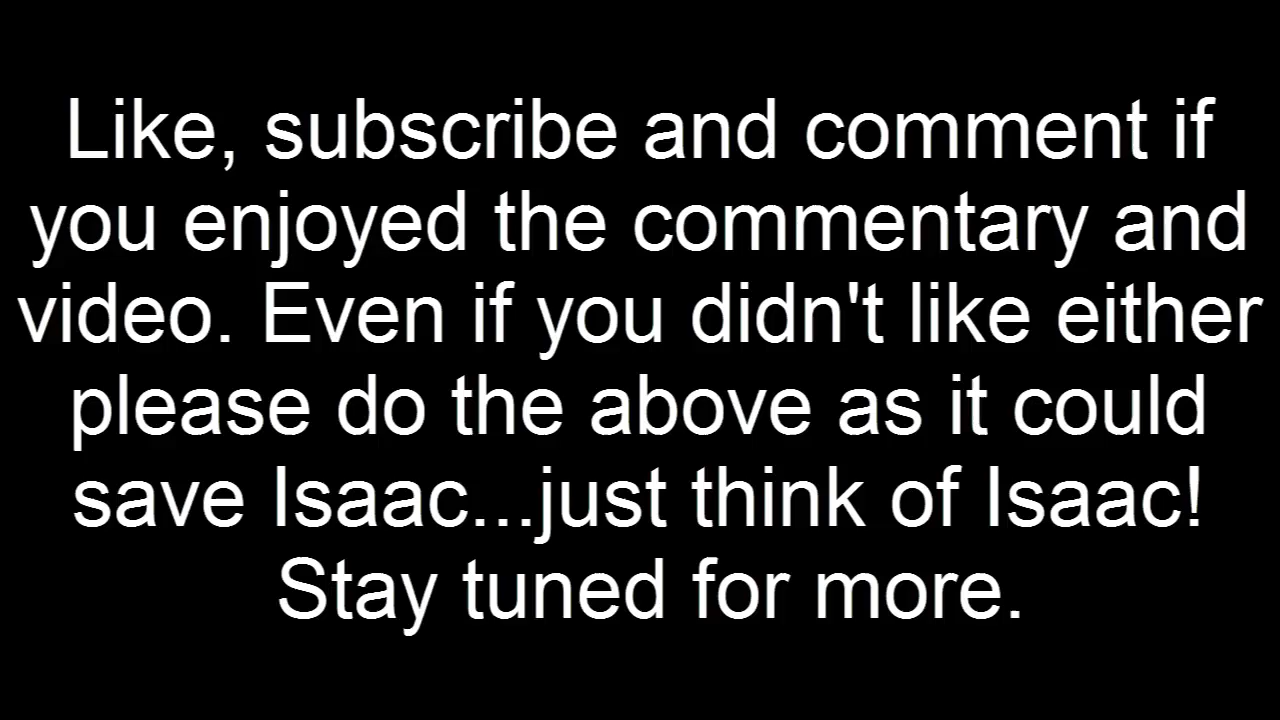 Like, subscribe and comment if
you enjoyed the commentary and
video. Even if you didn't like either
please do the above as it could
save Isaac...just think of Isaac!
Stay tuned for more.